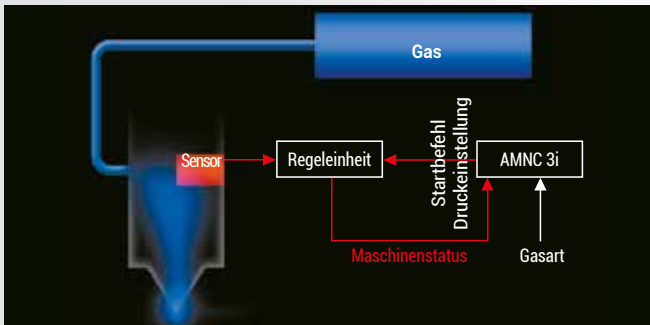 Gas
Sensor
Regeleinheit
Startbefehl
Druckeinstellung
AMNC 3i
Maschinenstatus
Gasart